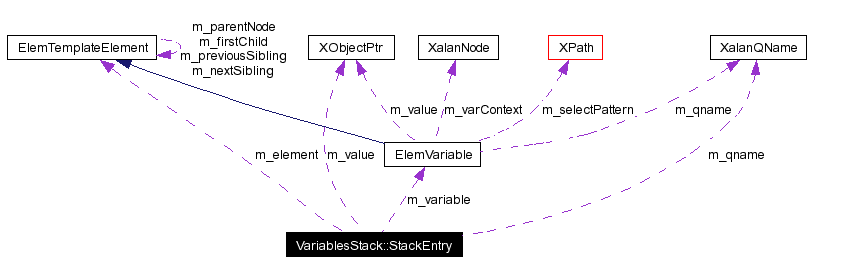 m_parentNode
m_firstChild
m_previousSibling
m_nextSibling
ElemTemplateElement
XObjectPtr
XalanNode
XPath
XalanQName
m_value
m_varContext
m_selectPattern
m_qname
m_element
m_value
ElemVariable
m_qname
m_variable
VariablesStack::StackEntry